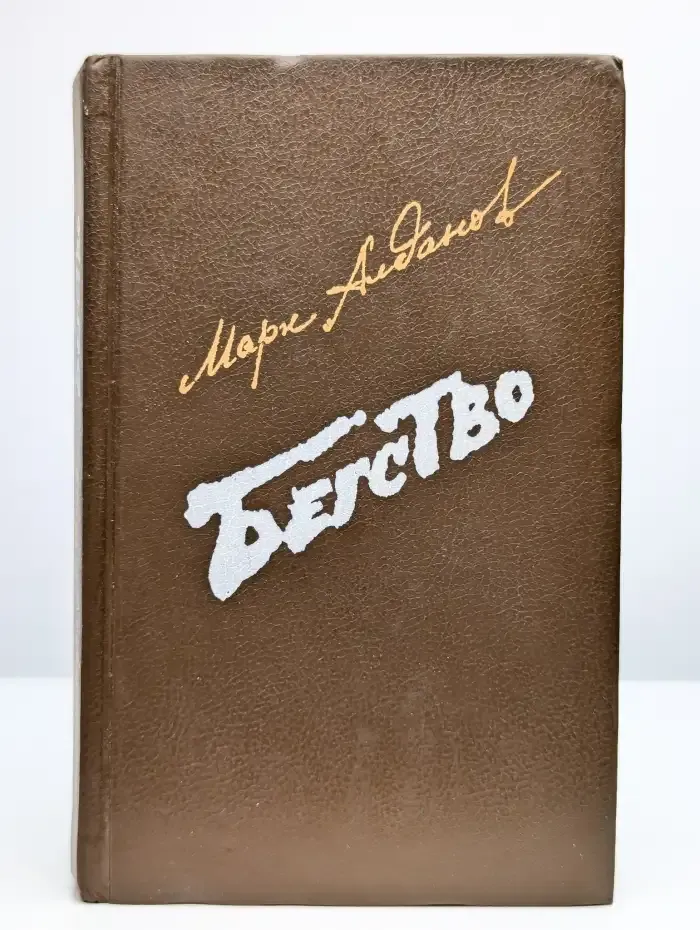 Марк Алданов
Бегство